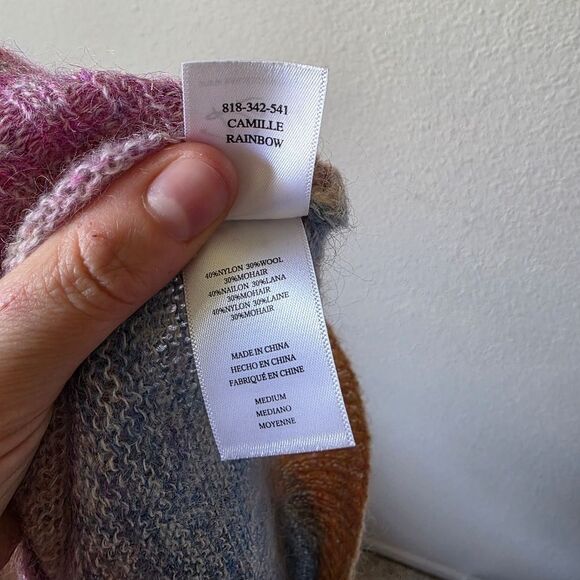 818-342-541
CAMILLE
RAINBOW
40%NYLON 30%WOOL
30%MOHAIR
40%NAILON 30%LANA
30%MOHAIR
40%NYLON 30%LAINE
30%MOHAIR
MADE IN CHINA
HECHO EN CHINA
FABRIQUÉ EN CHINE
MEDIUM
MEDIANO
MOYENNE